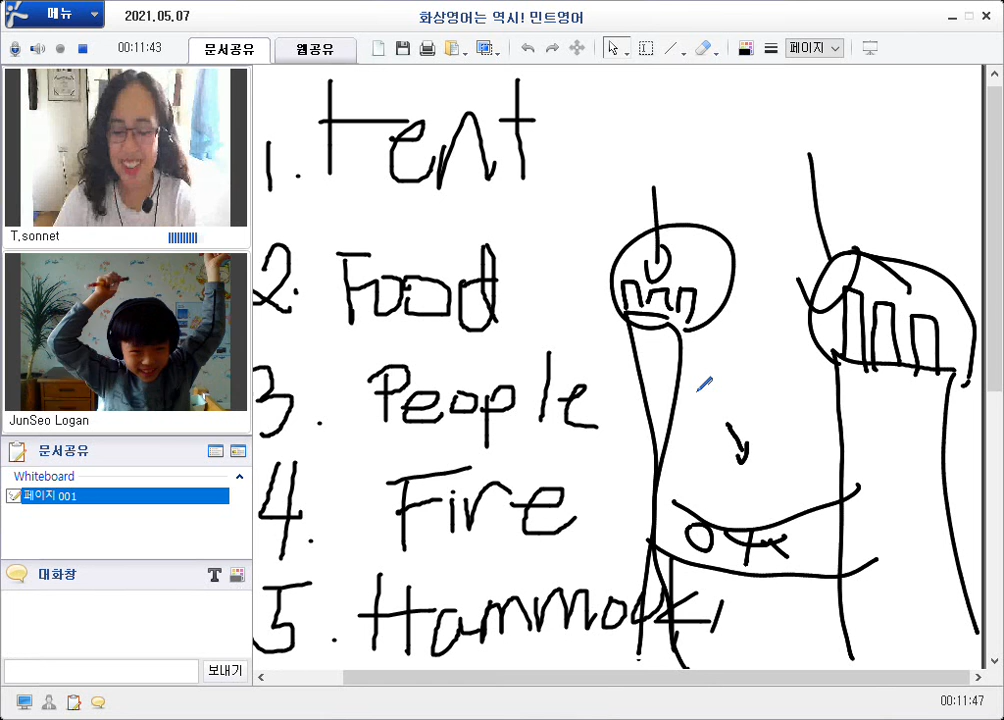 메뉴
2021.05.07
화상영어는 역시! 민트영어
00:11:43
문서공유
웹공유
페이지
T.sonnet
JunSeo Logan
문서공유
Whiteboard
페이지 001
대화창
T
보내기
1. Tent
2. Food
3. People
4. Fire
5. Hammock
00:11:47